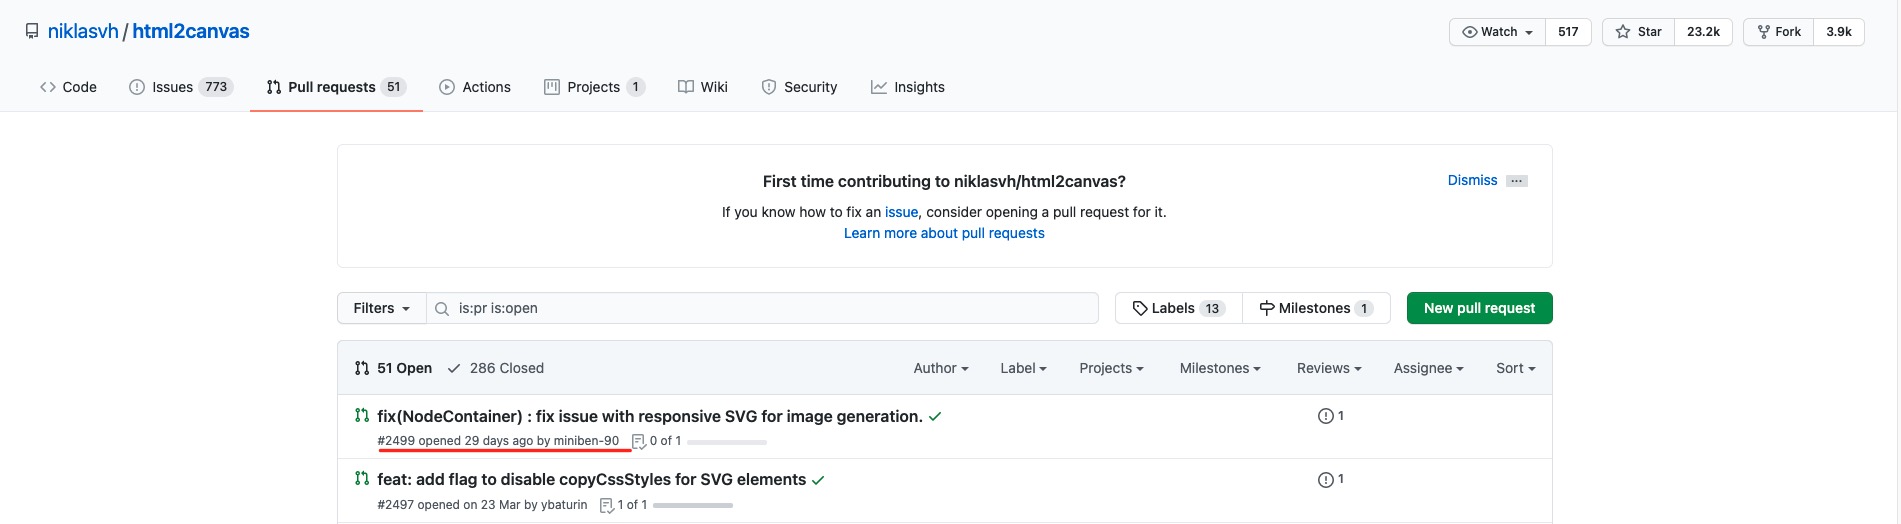 niklasvh / html2canvas
Watch 517 Star 23.2k Fork 3.9k
Code Issues 773 Pull requests 51 Actions Projects 1 Wiki Security Insights
First time contributing to niklasvh/html2canvas?
Dismiss ...
If you know how to fix an issue, consider opening a pull request for it.
Learn more about pull requests
Filters is:pr is:open Labels 13 Milestones 1 New pull request
51 Open 286 Closed Author Label Projects Milestones Reviews Assignee Sort
fix(NodeContainer) : fix issue with responsive SVG for image generation. 1
#2499 opened 29 days ago by miniben-90 0 of 1
feat: add flag to disable copyCssStyles for SVG elements 1
#2497 opened on 23 Mar by ybaturin 1 of 1